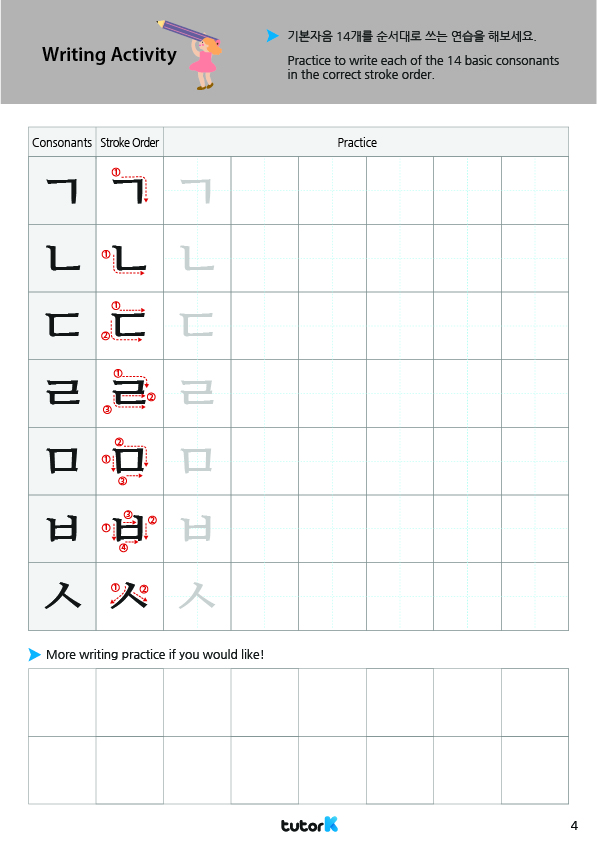 Writing Activity
기본자음 14개를 순서대로 쓰는 연습을 해보세요.
Practice to write each of the 14 basic consonants
in the correct stroke order.
Consonants Stroke Order Practice
ㄱ ① ㄱ ㄱ
ㄴ ① ㄴ ㄴ
ㄷ ① ② ㄷ ㄷ
ㄹ ① ② ③ ㄹ ㄹ
ㅁ ② ① ③ ㅁ ㅁ
ㅂ ③ ① ② ④ ㅂ ㅂ
ㅅ ① ② ㅅ ㅅ
More writing practice if you would like!
tutorK
4